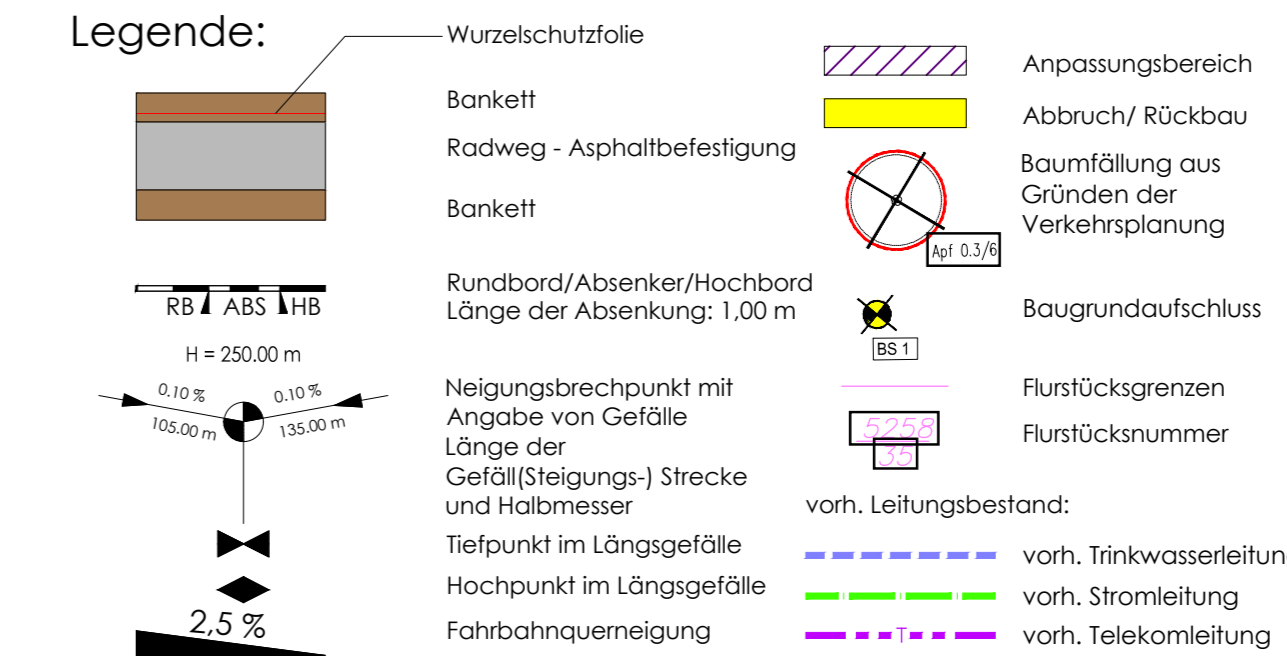 Legende:
Wurzelschutzfolie
Bankett
Radweg - Asphaltbefestigung
Bankett
RB ABS HB
Rundbord/Absenker/Hochbord
Länge der Absenkung: 1,00 m
H = 250.00 m
0.10 % 0.10 %
105.00 m 135.00 m
Neigungsbrechpunkt mit
Angabe von Gefälle
Länge der
Gefäll(Steigungs-) Strecke
und Halbmesser
Tiefpunkt im Längsgefälle
Hochpunkt im Längsgefälle
2,5 %
Fahrbahnquerneigung
Anpassungsbereich
Abbruch/ Rückbau
Baumfällung aus
Gründen der
Verkehrsplanung
Apf 0.3/6
Baugrundaufschluss
BS 1
Flurstücksgrenzen
5258
35
Flurstücksnummer
vorh. Leitungsbestand:
vorh. Trinkwasserleitun
vorh. Stromleitung
T
vorh. Telekomleitung